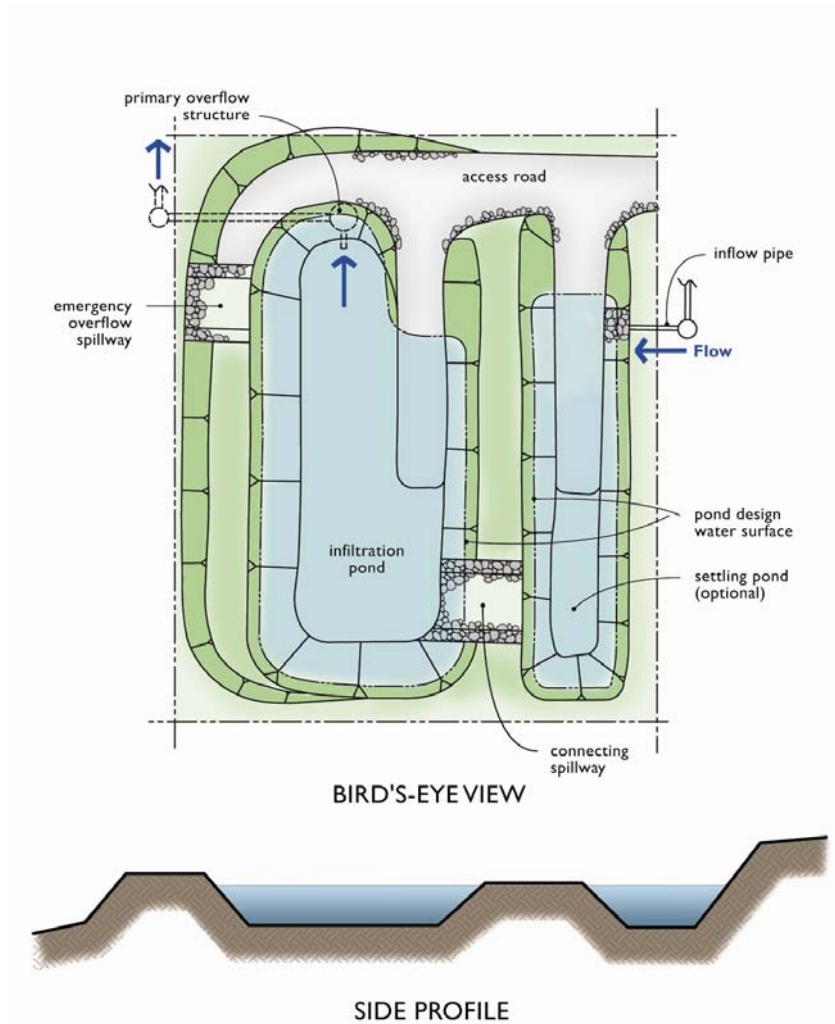 primary overflow
structure
access road
inflow pipe
emergency
overflow
spillway
Flow
pond design
water surface
infiltration
pond
settling pond
(optional)
connecting
spillway
BIRD'S-EYE VIEW
SIDE PROFILE